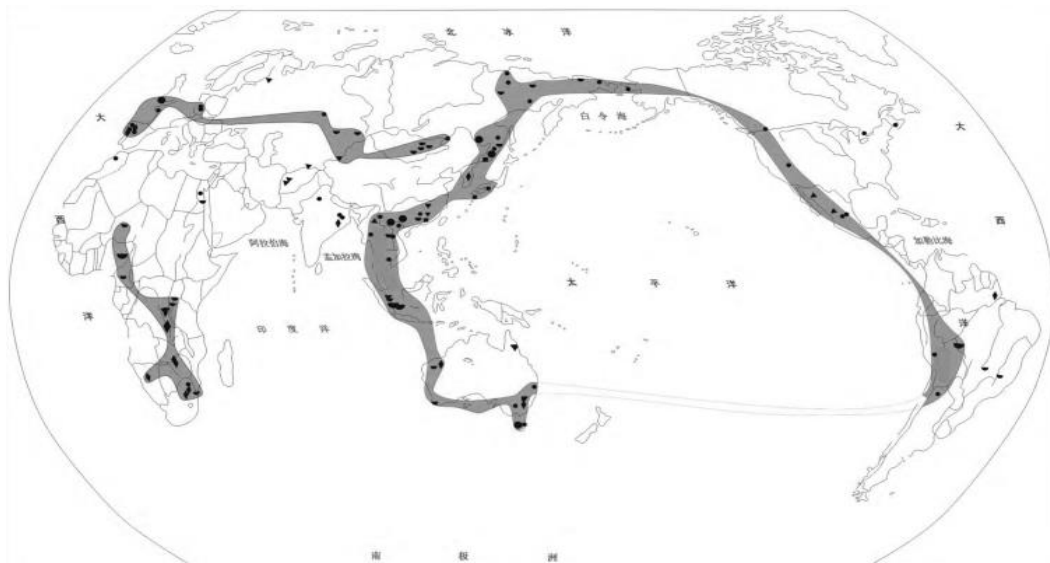 北 冰 洋
大
西
洋
白 令 海
大
西
洋
阿拉伯海
孟加拉海
加勒比海
太 平 洋
印 度 洋
南 极 洲